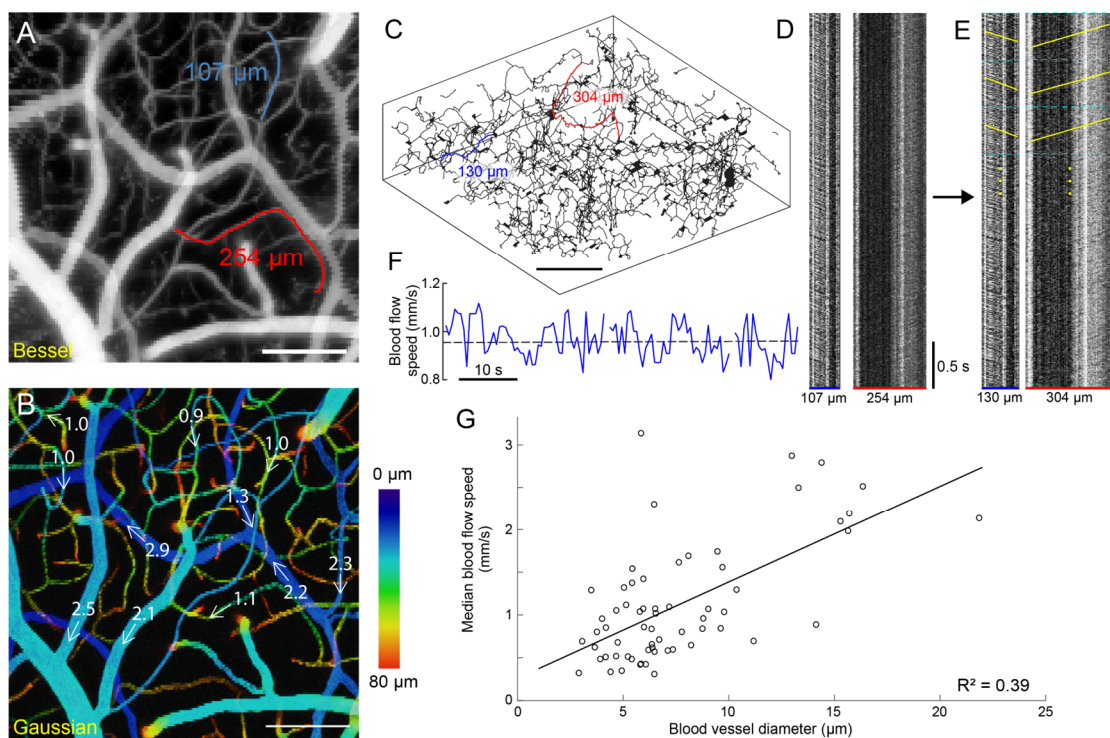 A
107 µm
254 µm
Bessel
B
1.0
0.9
1.0
1.0
1.3
2.9
2.3
2.2
1.1
2.5
2.1
Gaussian
0 µm
80 µm
C
304 µm
130 µm
D
107 µm
254 µm
0.5 s
E
130 µm
304 µm
F
Blood flow
speed (mm/s)
1.2
1.0
0.8
10 s
G
Median blood flow speed
(mm/s)
3
2
1
0
0
5
10
15
20
25
R² = 0.39
Blood vessel diameter (µm)